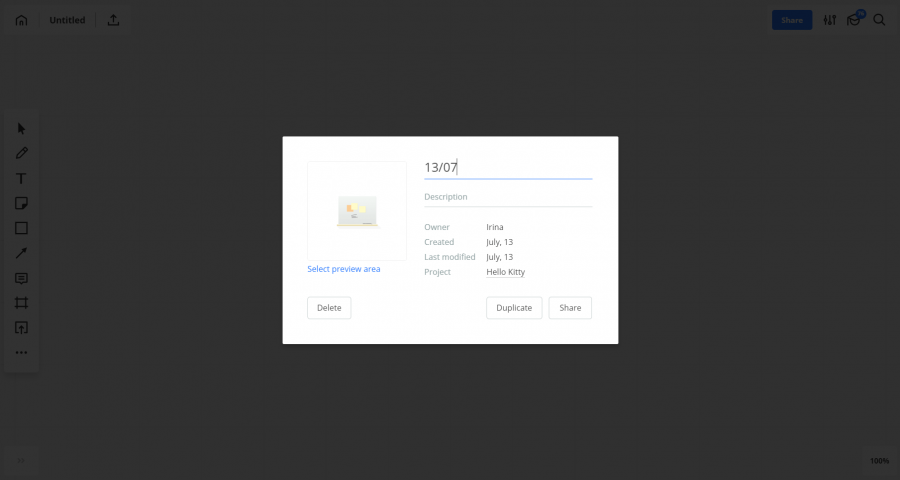 Untitled
Share
13/07
Description
Owner Irina
Created July, 13
Last modified July, 13
Project Hello Kitty
Select preview area
Delete
Duplicate
Share
100%